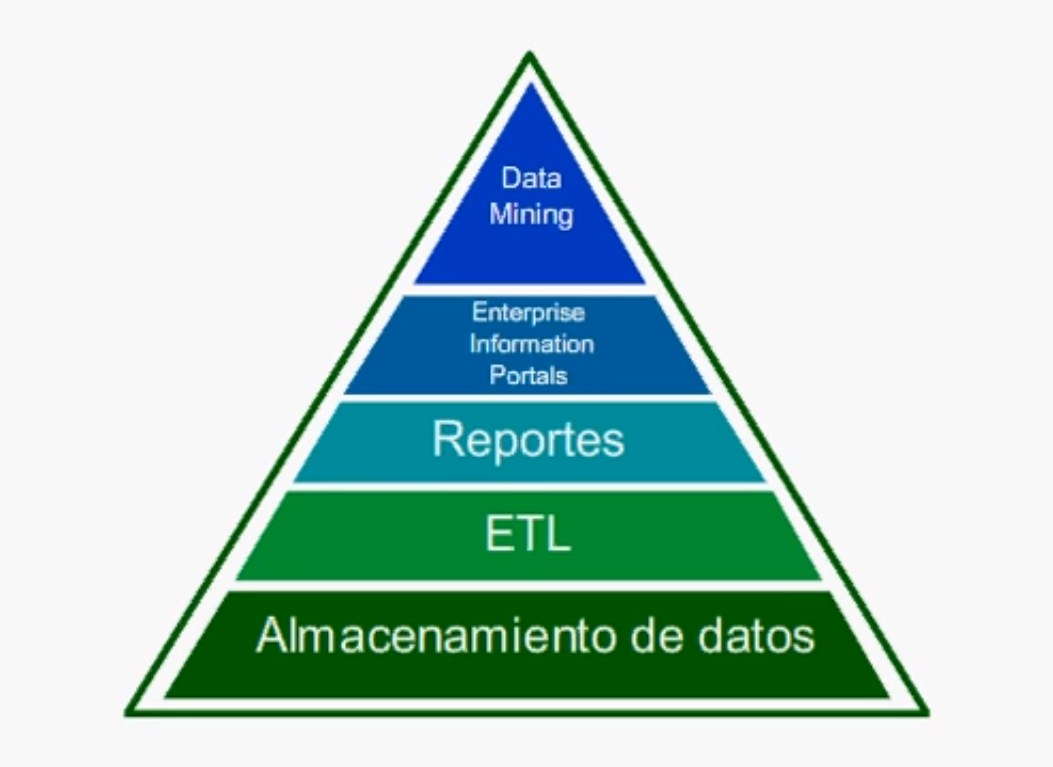 Data
Mining
Enterprise
Information
Portals
Reportes
ETL
Almacenamiento de datos